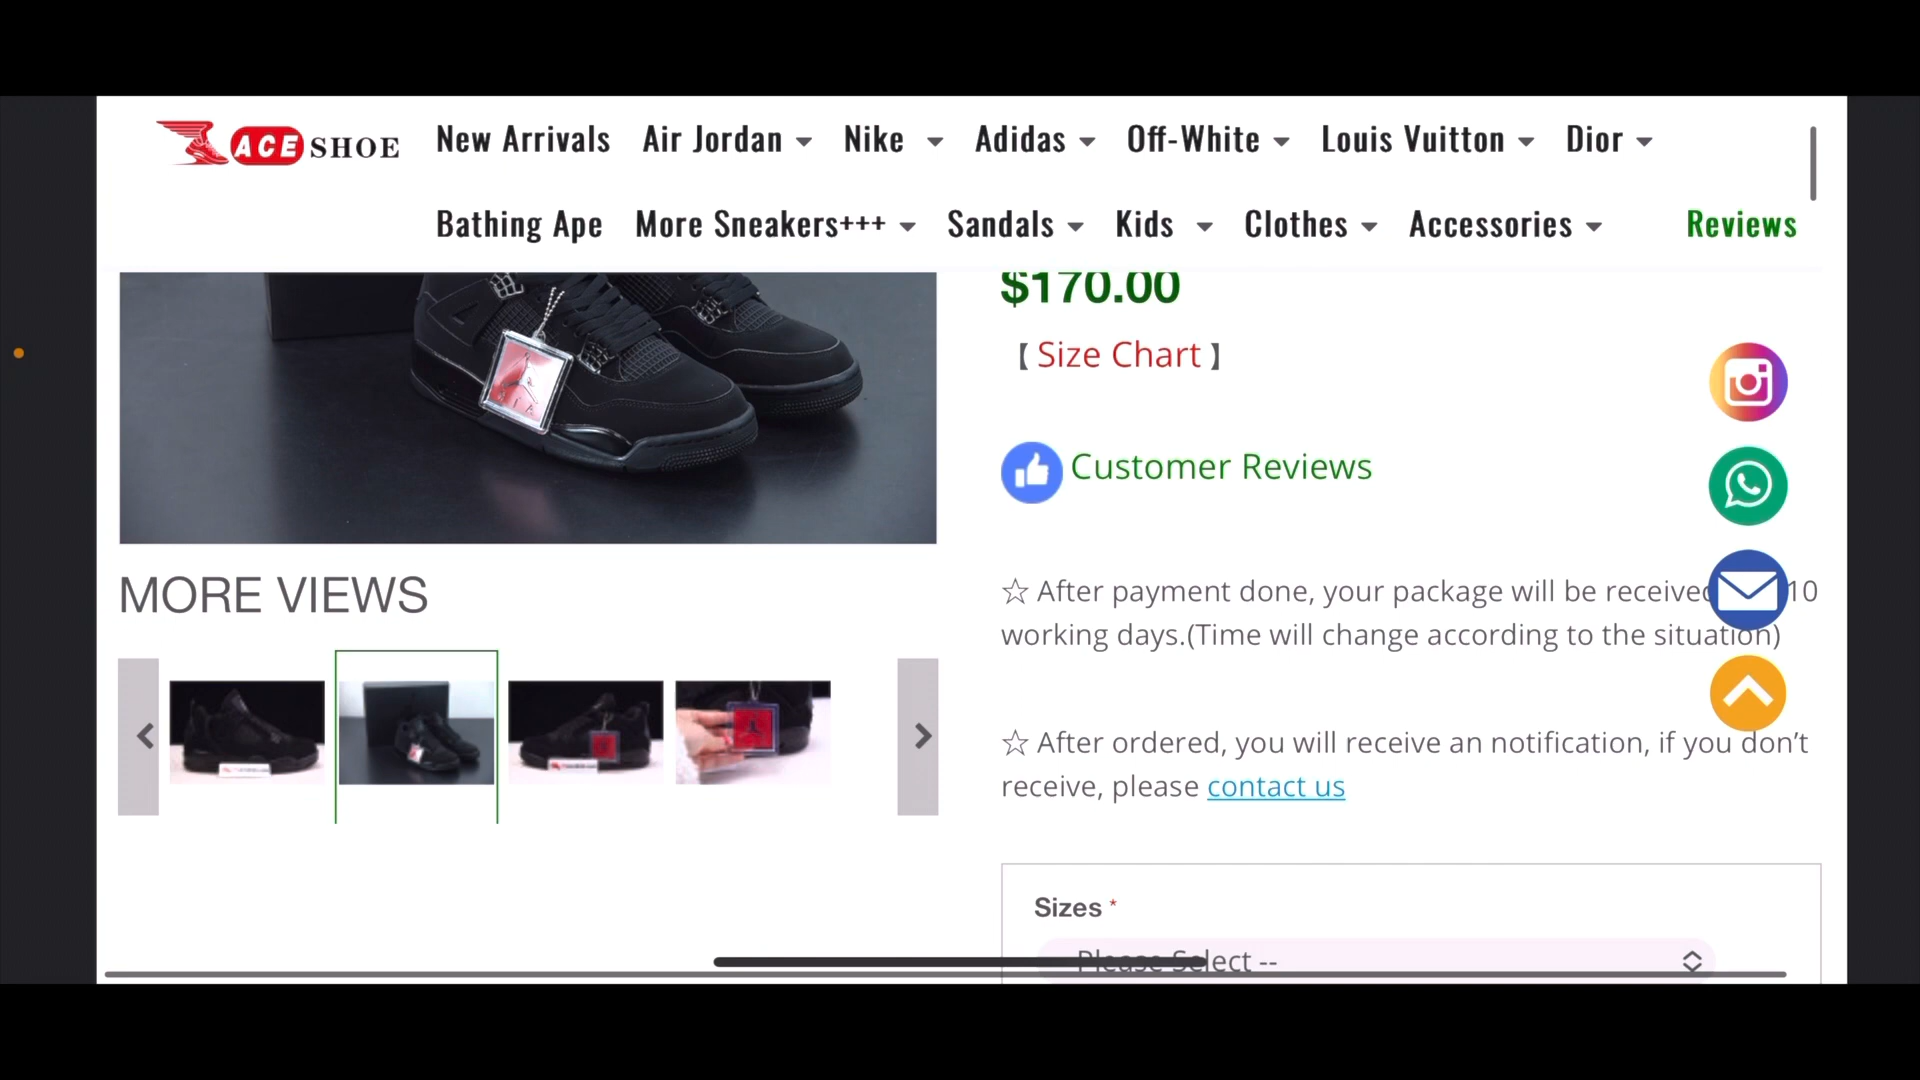 ACE SHOE
New Arrivals Air Jordan Nike Adidas Off-White Louis Vuitton Dior
Bathing Ape More Sneakers+++ Sandals Kids Clothes Accessories Reviews
$170.00
【 Size Chart 】
Customer Reviews
☆ After payment done, your package will be received 10
working days.(Time will change according to the situation)
☆ After ordered, you will receive an notification, if you don't
receive, please contact us
MORE VIEWS
Sizes *
Please Select --